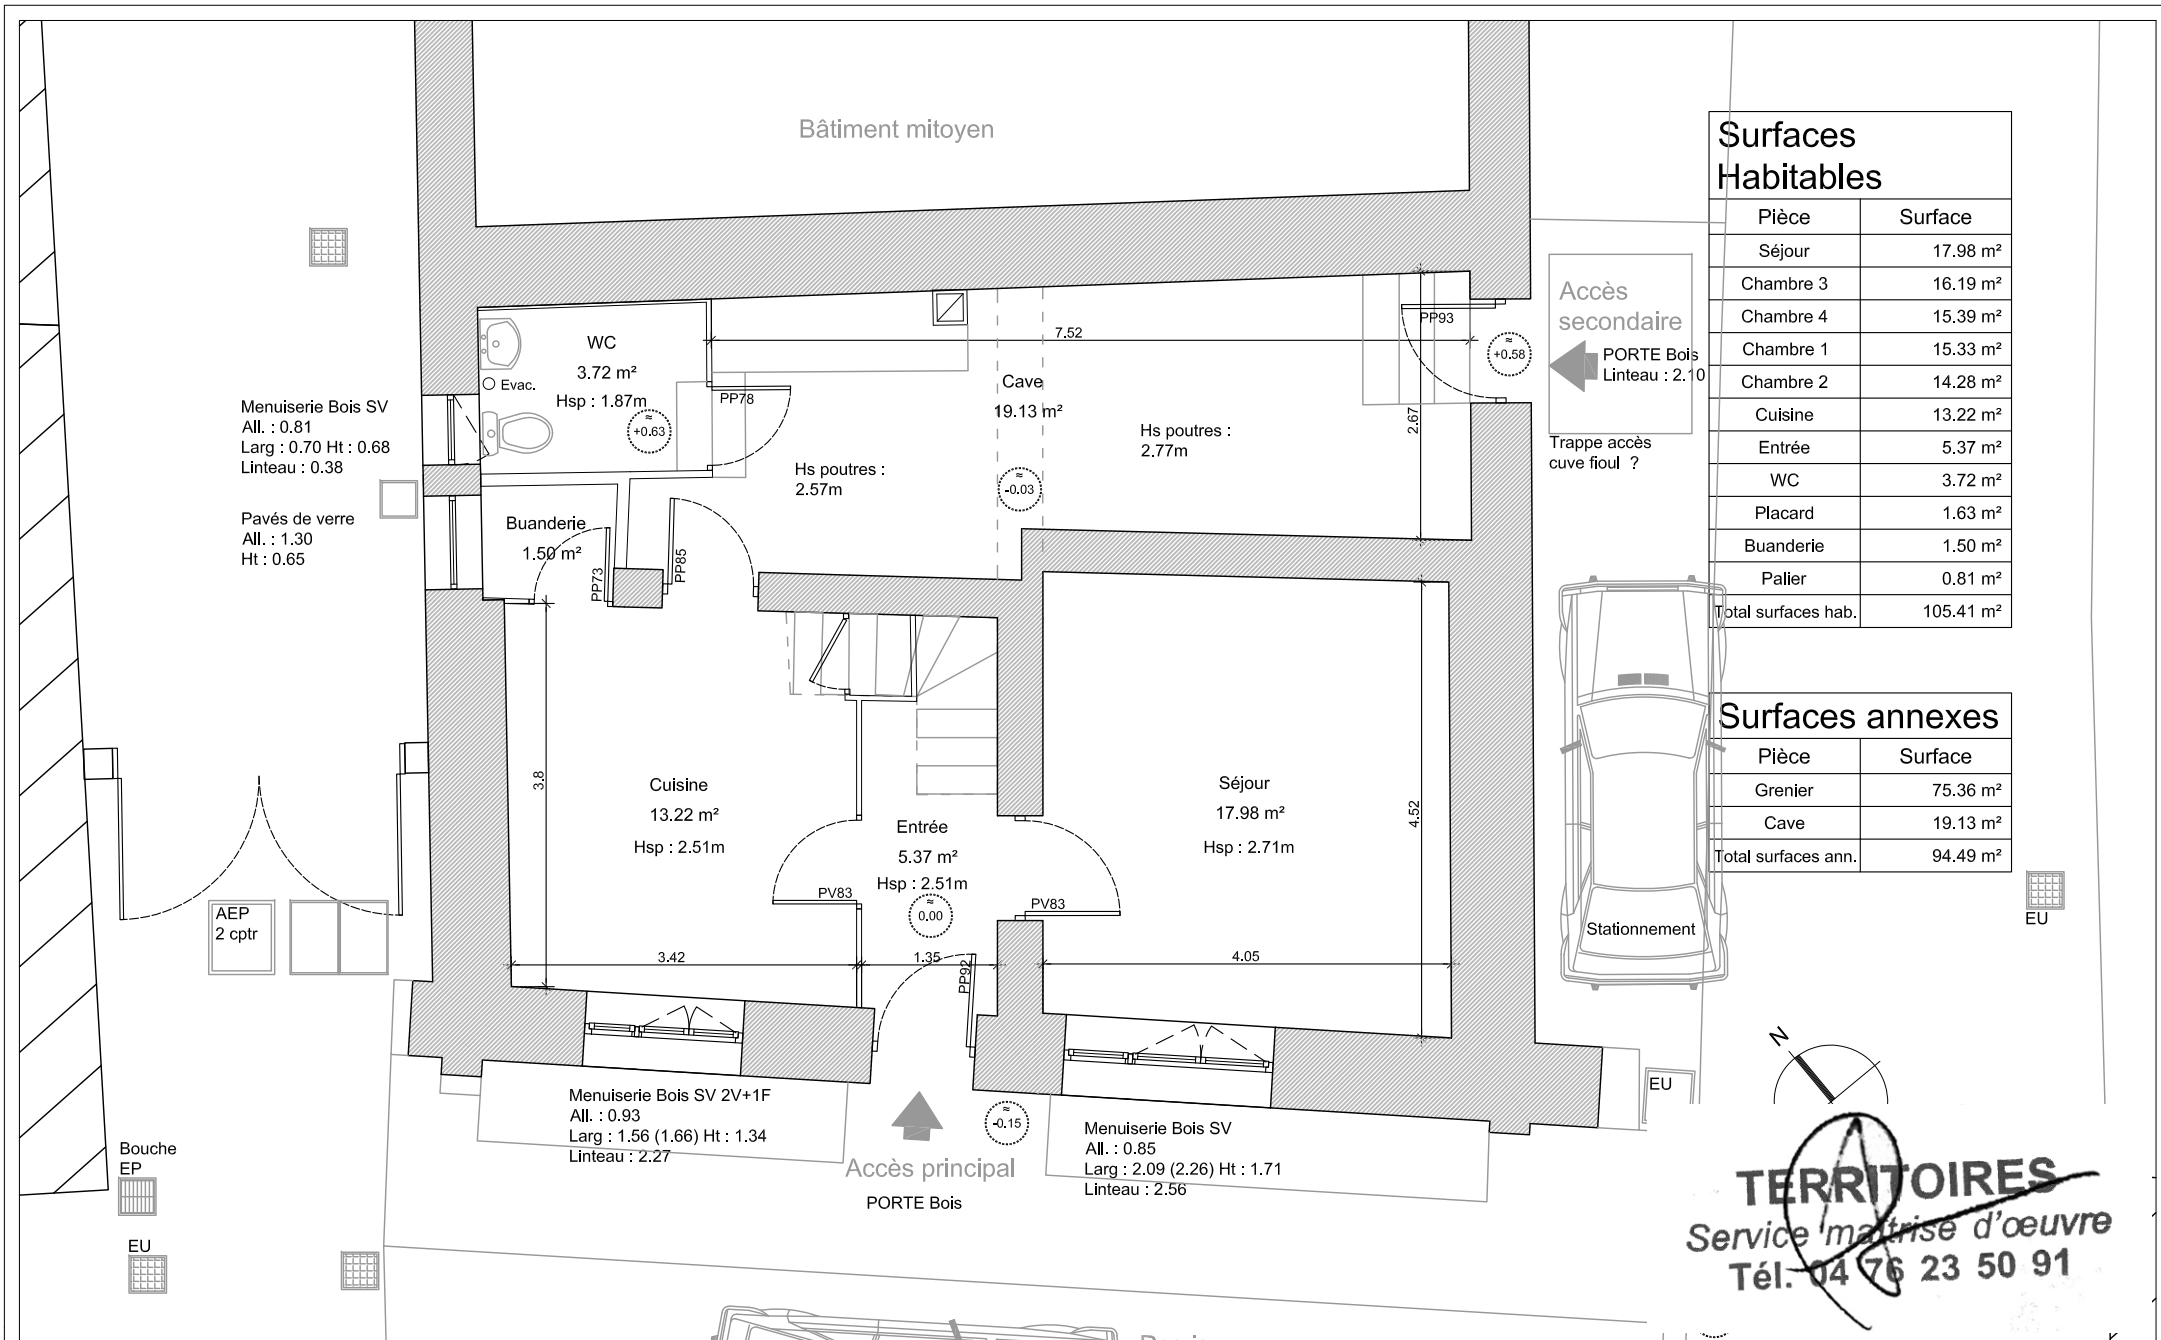 Bâtiment mitoyen
WC
3.72 m²
Hsp : 1.87m
Evac.
≈
+0.63
PP78
7.52
Cave
19.13 m²
Hs poutres :
2.77m
Hs poutres :
2.57m
≈
-0.03
2.67
PP93
≈
+0.58
Accès
secondaire
PORTE Bois
Linteau : 2.10
Trappe accès
cuve fioul ?
Menuiserie Bois SV
All. : 0.81
Larg : 0.70 Ht : 0.68
Linteau : 0.38
Pavés de verre
All. : 1.30
Ht : 0.65
Buanderie
1.50 m²
PP73
PP85
3.8
Cuisine
13.22 m²
Hsp : 2.51m
PV83
3.42
Entrée
5.37 m²
Hsp : 2.51m
≈
0.00
1.35
PP92
PV83
Séjour
17.98 m²
Hsp : 2.71m
4.52
4.05
AEP
2 cptr
Menuiserie Bois SV 2V+1F
All. : 0.93
Larg : 1.56 (1.66) Ht : 1.34
Linteau : 2.27
Accès principal
PORTE Bois
≈
-0.15
Menuiserie Bois SV
All. : 0.85
Larg : 2.09 (2.26) Ht : 1.71
Linteau : 2.56
Bouche
EP
EU
Surfaces
Habitables
Pièce Surface
Séjour 17.98 m²
Chambre 3 16.19 m²
Chambre 4 15.39 m²
Chambre 1 15.33 m²
Chambre 2 14.28 m²
Cuisine 13.22 m²
Entrée 5.37 m²
WC 3.72 m²
Placard 1.63 m²
Buanderie 1.50 m²
Palier 0.81 m²
Total surfaces hab. 105.41 m²
Surfaces annexes
Pièce Surface
Grenier 75.36 m²
Cave 19.13 m²
Total surfaces ann. 94.49 m²
Stationnement
EU
EU
N
TERRITOIRES
Service maîtrise d'œuvre
Tél. 04 76 23 50 91